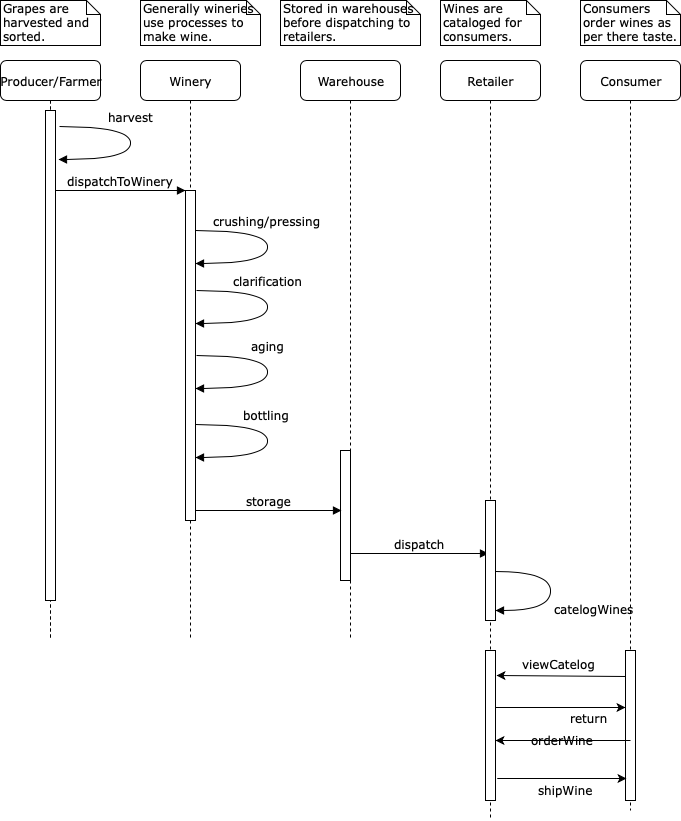 Grapes are
harvested and
sorted.
Generally wineries
use processes to
make wine.
Stored in warehouses
before dispatching to
retailers.
Wines are
cataloged for
consumers.
Consumers
order wines as
per there taste.
Producer/Farmer
Winery
Warehouse
Retailer
Consumer
harvest
dispatchToWinery
crushing/pressing
clarification
aging
bottling
storage
dispatch
catelogWines
viewCatelog
return
orderWine
shipWine